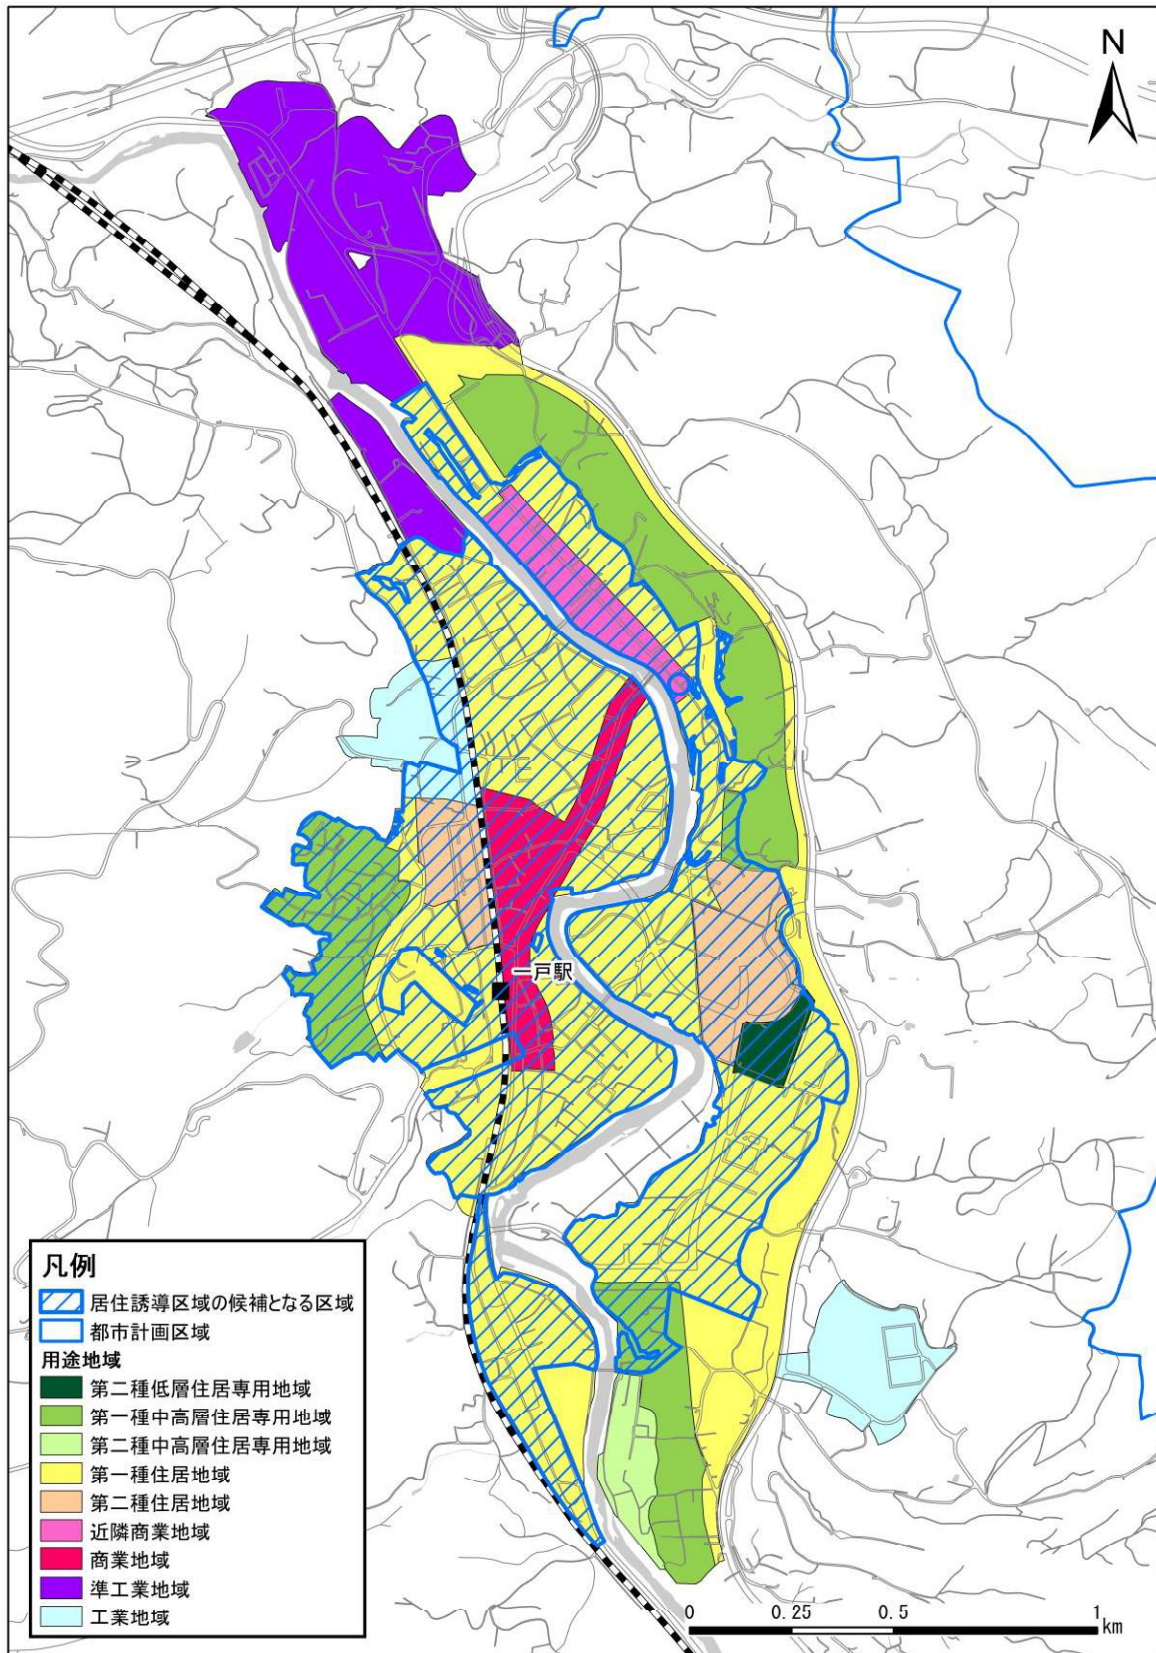 N
一戸駅
凡例
居住誘導区域の候補となる区域
都市計画区域
用途地域
第二種低層住居専用地域
第一種中高層住居専用地域
第二種中高層住居専用地域
第一種住居地域
第二種住居地域
近隣商業地域
商業地域
準工業地域
工業地域
0 0.25 0.5 1
km